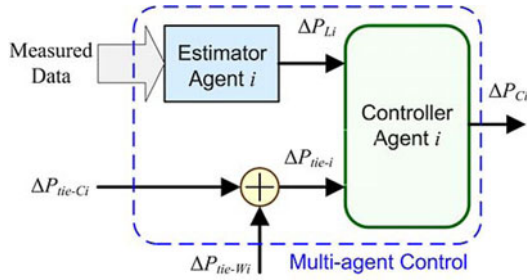 Measured
Data
Estimator
Agent i
ΔP_Li
Controller
Agent i
ΔP_Ci
ΔP_tie-Ci
+
ΔP_tie-i
ΔP_tie-Wi
Multi-agent Control